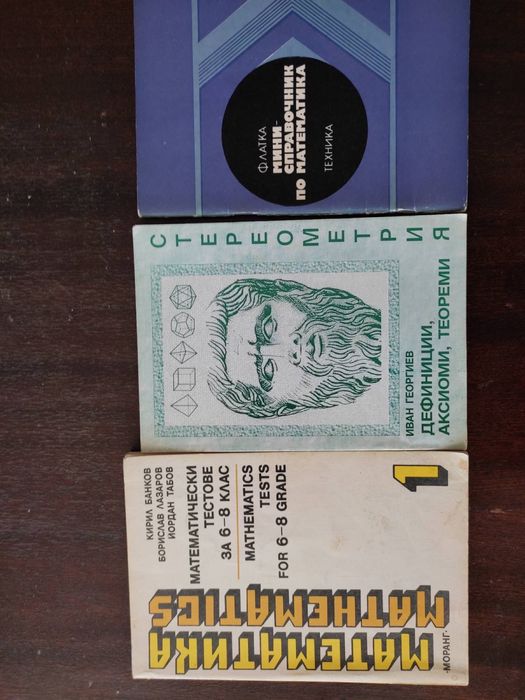 Ф. ЛАТКА
МИНИ-
СПРАВОЧНИК
ПО МАТЕМАТИКА
ТЕХНИКА
СТЕРЕОМЕТРИЯ
ИВАН ГЕОРГИЕВ
ДЕФИНИЦИИ,
АКСИОМИ, ТЕОРЕМИ
КИРИЛ БАНКОВ
БОРИСЛАВ ЛАЗАРОВ
ЙОРДАН ТАБОВ
МАТЕМАТИЧЕСКИ
ТЕСТОВЕ
ЗА 6-8 КЛАС
MATHEMATICS
TESTS
FOR 6-8 GRADE
1
MATHEMATICS
МАТЕМАТИКА
•МОРАНГ•